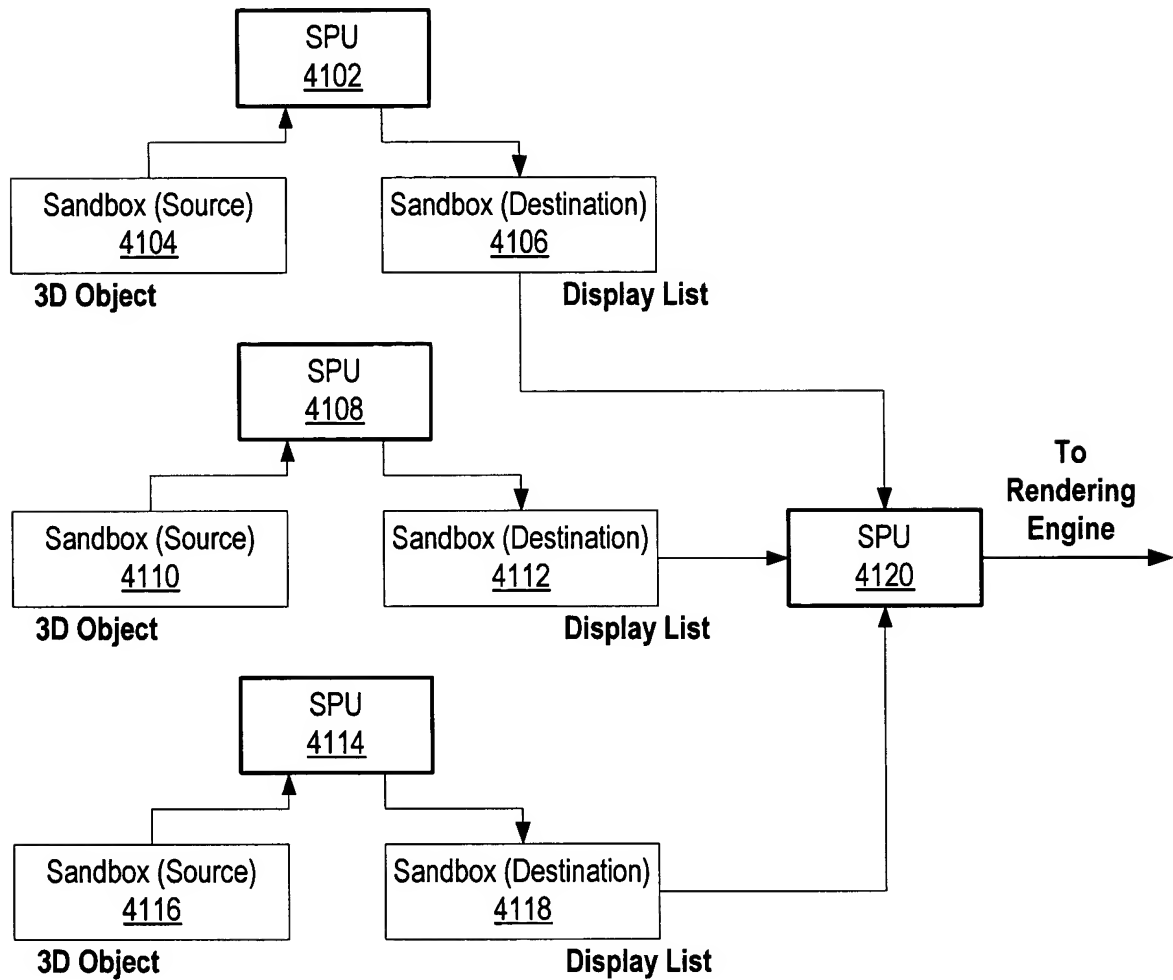 SPU
4102
Sandbox (Source)
4104
3D Object
Sandbox (Destination)
4106
Display List
SPU
4108
Sandbox (Source)
4110
3D Object
Sandbox (Destination)
4112
Display List
SPU
4114
Sandbox (Source)
4116
3D Object
Sandbox (Destination)
4118
Display List
SPU
4120
To
Rendering
Engine